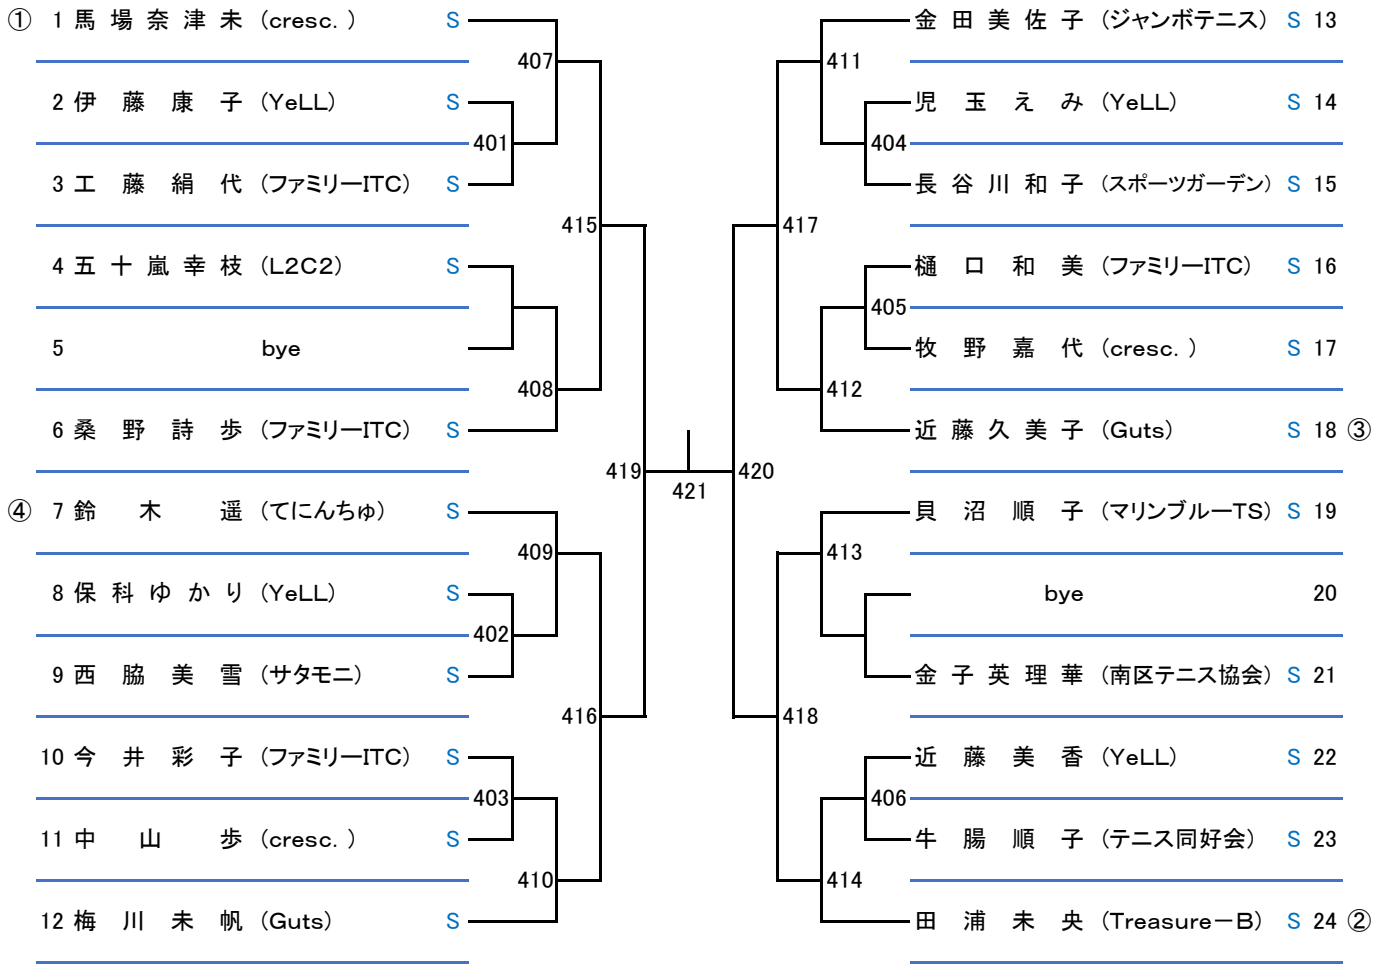 ① 1 馬場奈津未 (cresc.) S
407
2 伊藤康子 (YeLL) S
401
3 工藤絹代 (ファミリーITC) S
415
4 五十嵐幸枝 (L2C2) S
5 bye
408
6 桑野詩歩 (ファミリーITC) S
419
④ 7 鈴木遥 (てにんちゅ) S
409
8 保科ゆかり (YeLL) S
402
9 西脇美雪 (サタモニ) S
416
10 今井彩子 (ファミリーITC) S
403
11 中山歩 (cresc.) S
410
12 梅川未帆 (Guts) S
421
金田美佐子 (ジャンボテニス) S 13
411
児玉えみ (YeLL) S 14
404
長谷川和子 (スポーツガーデン) S 15
417
樋口和美 (ファミリーITC) S 16
405
牧野嘉代 (cresc.) S 17
412
近藤久美子 (Guts) S 18 ③
420
貝沼順子 (マリンブルーTS) S 19
413
bye 20
金子英理華 (南区テニス協会) S 21
418
近藤美香 (YeLL) S 22
406
牛腸順子 (テニス同好会) S 23
414
田浦未央 (Treasure－B) S 24 ②